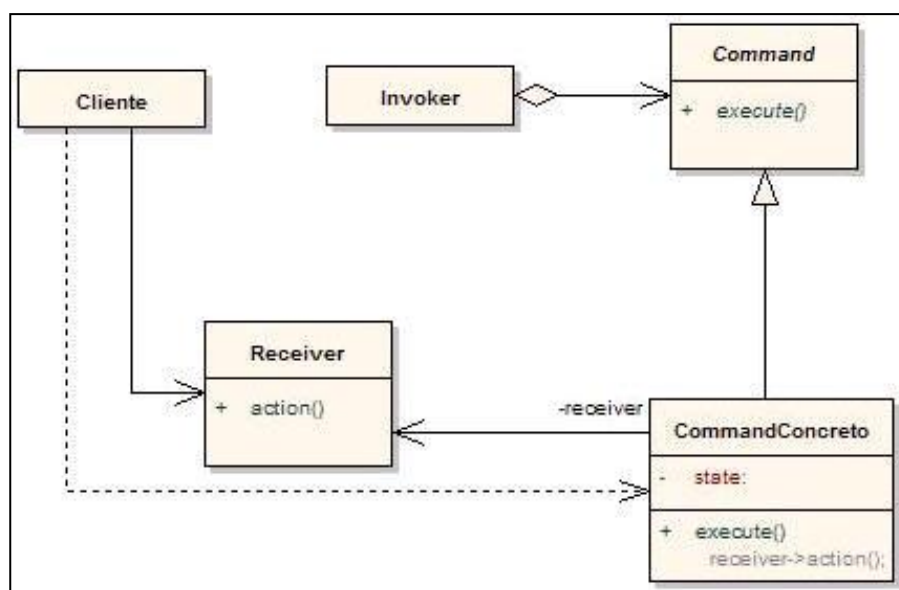 Command
+ execute()
Cliente
Invoker
Receiver
+ action()
-receiver
CommandConcreto
- state:
+ execute()
receiver->action();